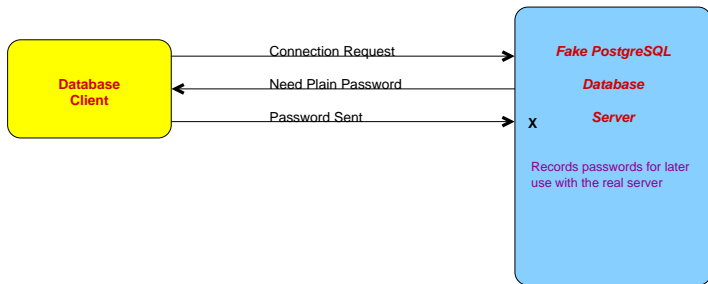 Database
Client
Connection Request
Need Plain Password
Password Sent
Fake PostgreSQL
Database
Server
X
Records passwords for later
use with the real server